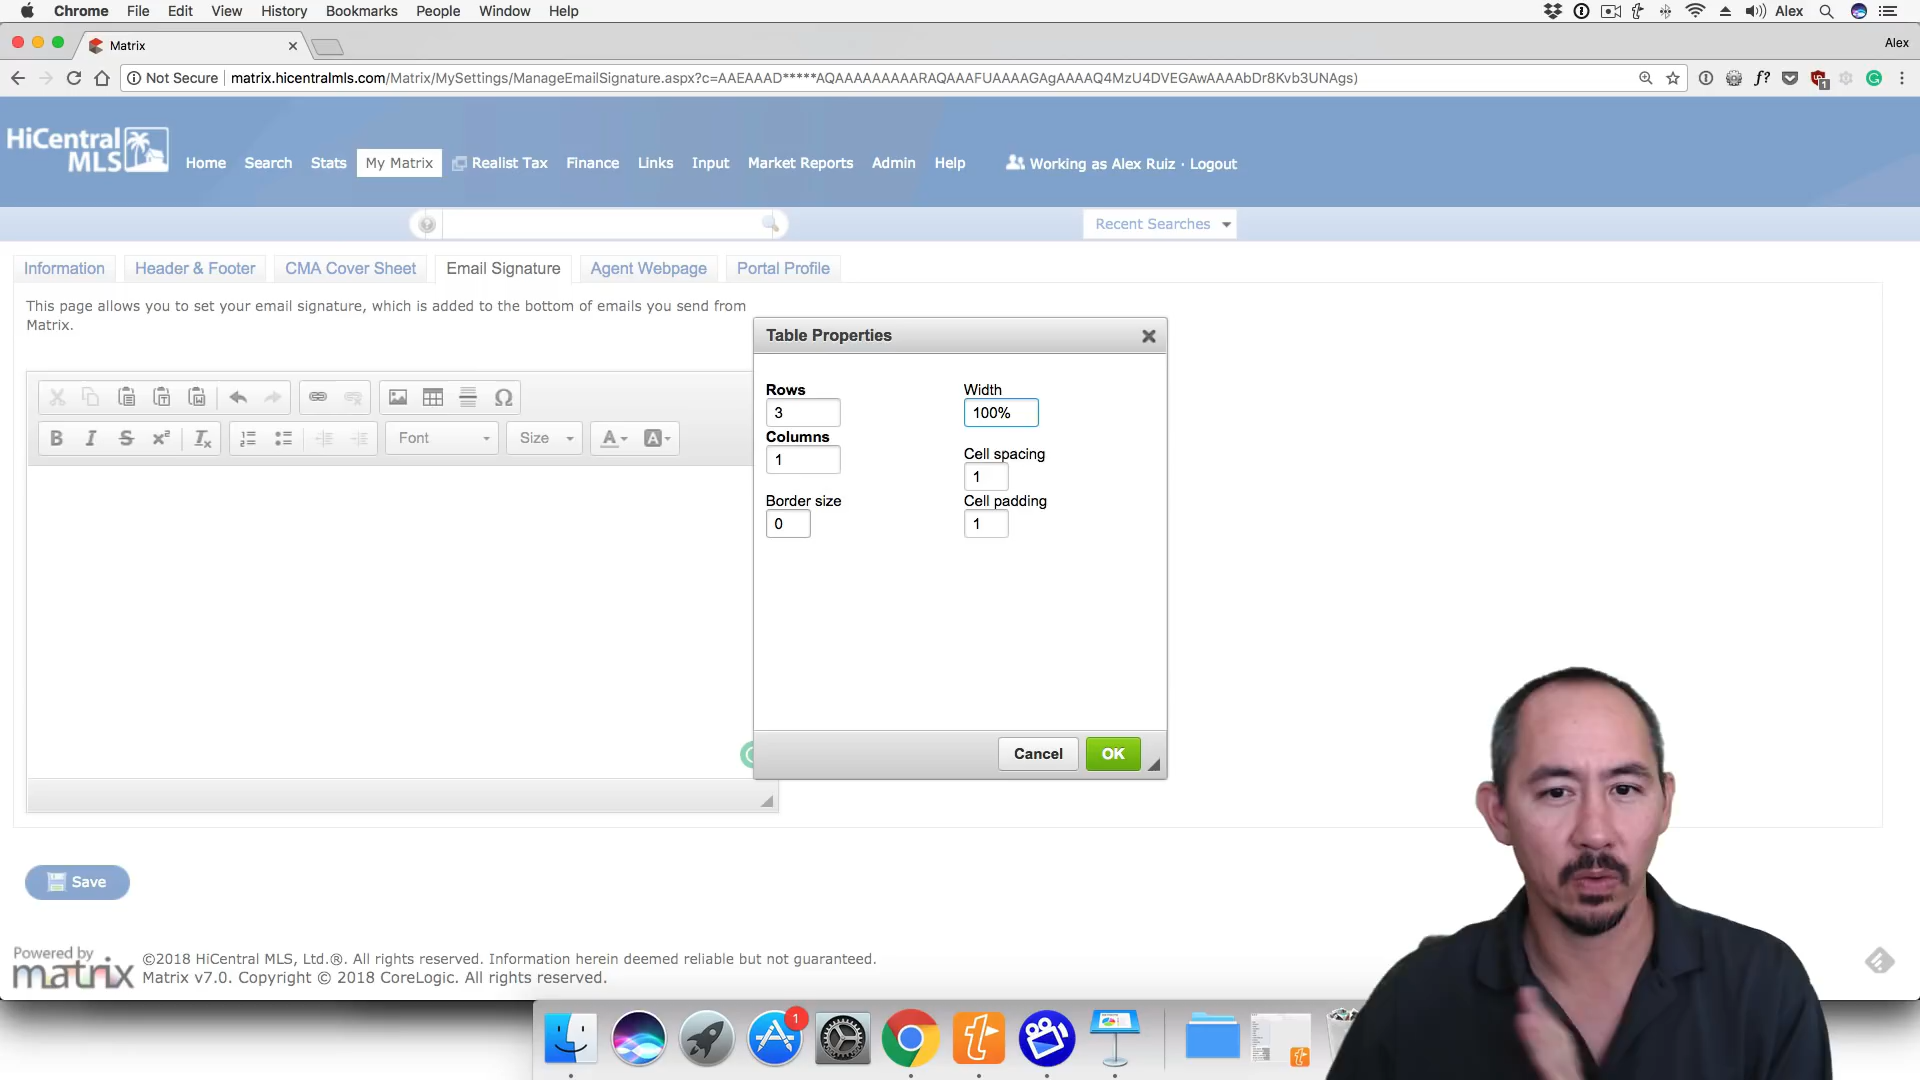 Chrome File Edit View History Bookmarks People Window Help
Alex
Matrix
Alex
Not Secure matrix.hicentralmls.com/Matrix/MySettings/ManageEmailSignature.aspx?c=AAEAAAD*****AQAAAAAAAAARAQAAAFUAAAAGAgAAAAQ4MzU4DVEGAwAAAAbDr8Kvb3UNAgs)
f?
1
HiCentral
MLS
Home Search Stats My Matrix Realist Tax Finance Links Input Market Reports Admin Help
Working as Alex Ruiz · Logout
Recent Searches
Information Header & Footer CMA Cover Sheet Email Signature Agent Webpage Portal Profile
This page allows you to set your email signature, which is added to the bottom of emails you send from
Matrix.
Table Properties
Rows
3
Width
100%
Columns
1
Cell spacing
1
Border size
0
Cell padding
1
Cancel OK
Ω
B I S x² Tx
Font Size A A
Save
Powered by
matrix
©2018 HiCentral MLS, Ltd.®. All rights reserved. Information herein deemed reliable but not guaranteed.
Matrix v7.0. Copyright © 2018 CoreLogic. All rights reserved.
1